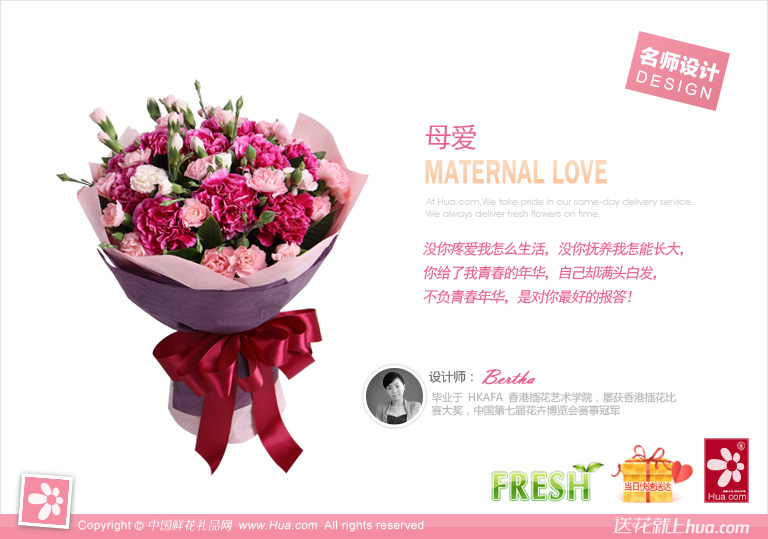 名师设计
DESIGN
母爱
MATERNAL LOVE
At Hua.com,We take pride in our same-day dellvery service.
We always deliver fresh flowers on time.
没你疼爱我怎么生活，没你抚养我怎能长大，
你给了我青春的年华，自己却满头白发，
不负青春年华，是对你最好的报答！
设计师： Bertha
毕业于 HKAFA 香港插花艺术学院，屡获香港插花比
赛大奖，中国第七届花卉博览会赛事冠军
FRESH
当日快速送达
Hua.com
Copyright © 中国鲜花礼品网 www.Hua.com All rights reserved
送花就上hua.com